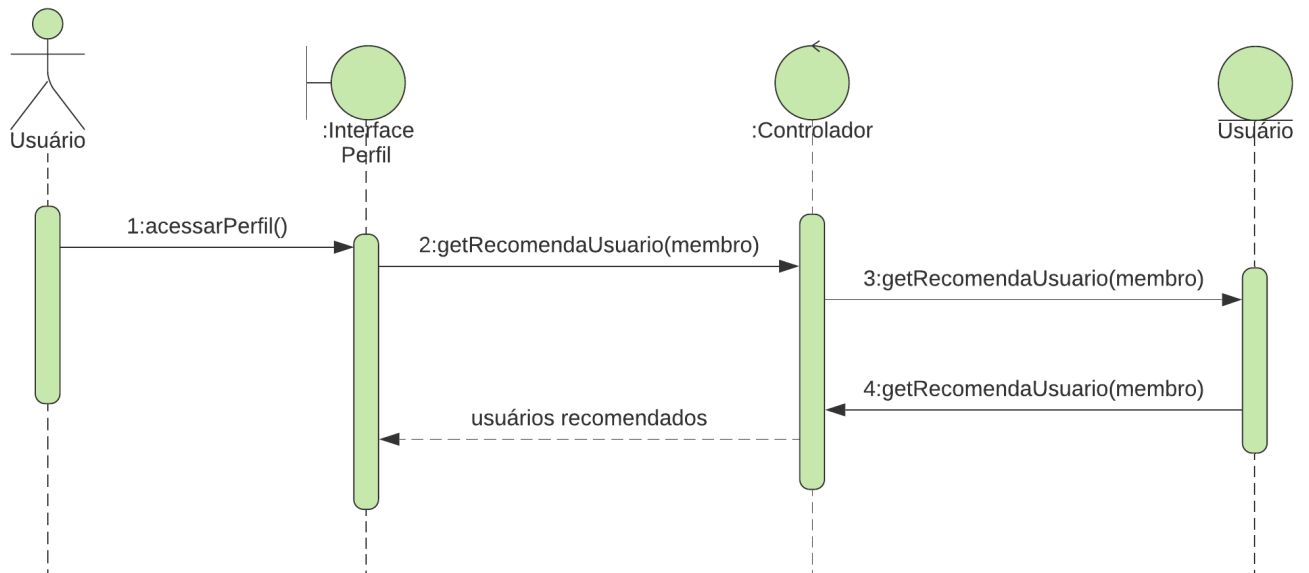 Usuário
:Interface
Perfil
:Controlador
Usuário
1:acessarPerfil()
2:getRecomendaUsuario(membro)
3:getRecomendaUsuario(membro)
4:getRecomendaUsuario(membro)
usuários recomendados